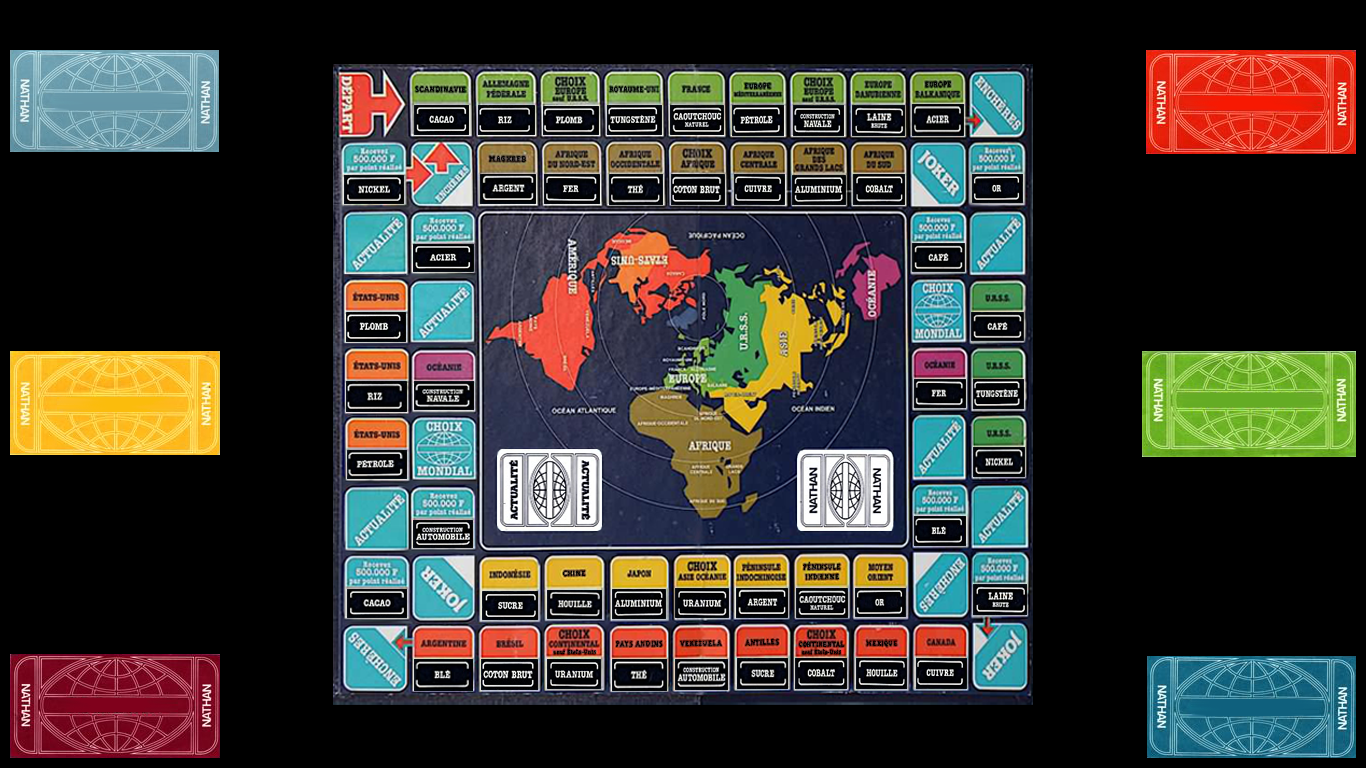 NATHAN
NATHAN
NATHAN
NATHAN
NATHAN
NATHAN
NATHAN
NATHAN
NATHAN
NATHAN
NATHAN
NATHAN
DÉPART
SCANDINAVIE
CACAO
ALLEMAGNE
FÉDÉRALE
RIZ
CHOIX
EUROPE
sauf U.R.S.S.
PLOMB
ROYAUME-UNI
TUNGSTÈNE
FRANCE
CAOUTCHOUC
NATUREL
EUROPE
MÉDITERRANÉENNE
PÉTROLE
CHOIX
EUROPE
sauf U.R.S.S.
CONSTRUCTION
NAVALE
EUROPE
DANUBIENNE
LAINE
BRUTE
EUROPE
BALKANIQUE
ACIER
ENCHÈRES
Recevez
500.000 F
par point réalisé
NICKEL
ENCHÈRES
MAGHREB
ARGENT
AFRIQUE
DU NORD-EST
FER
AFRIQUE
OCCIDENTALE
THÉ
CHOIX
AFRIQUE
COTON BRUT
AFRIQUE
CENTRALE
CUIVRE
AFRIQUE
DES
GRANDS LACS
ALUMINIUM
AFRIQUE
DU SUD
COBALT
JOKER
Recevez
500.000 F
par point réalisé
OR
ACTUALITÉ
Recevez
500.000 F
par point réalisé
ACIER
Recevez
500.000 F
par point réalisé
CAFÉ
ACTUALITÉ
ÉTATS-UNIS
PLOMB
ACTUALITÉ
CHOIX
MONDIAL
U.R.S.S.
CAFÉ
ÉTATS-UNIS
RIZ
OCÉANIE
CONSTRUCTION
NAVALE
OCÉANIE
FER
U.R.S.S.
TUNGSTÈNE
ÉTATS-UNIS
PÉTROLE
CHOIX
MONDIAL
ACTUALITÉ
U.R.S.S.
NICKEL
ACTUALITÉ
Recevez
500.000 F
par point réalisé
CONSTRUCTION
AUTOMOBILE
Recevez
500.000 F
par point réalisé
BLÉ
ACTUALITÉ
OCÉAN PACIFIQUE
AMÉRIQUE
ÉTATS-UNIS
OCÉANIE
U.R.S.S.
ASIE
EUROPE
OCÉAN ATLANTIQUE
OCÉAN INDIEN
AFRIQUE
AFRIQUE OCCIDENTALE
AFRIQUE
CENTRALE
AFRIQUE DU SUD
ACTUALITÉ
ACTUALITÉ
NATHAN
NATHAN
Recevez
500.000 F
par point réalisé
CACAO
JOKER
INDONÉSIE
SUCRE
CHINE
HOUILLE
JAPON
ALUMINIUM
CHOIX
ASIE OCÉANIE
URANIUM
PÉNINSULE
INDOCHINOISE
ARGENT
PÉNINSULE
INDIENNE
CAOUTCHOUC
NATUREL
MOYEN
ORIENT
OR
ENCHÈRES
Recevez
500.000 F
par point réalisé
LAINE
BRUTE
ENCHÈRES
ARGENTINE
BLÉ
BRÉSIL
COTON BRUT
CHOIX
CONTINENTAL
sauf États-Unis
URANIUM
PAYS ANDINS
THÉ
VENEZUELA
CONSTRUCTION
AUTOMOBILE
ANTILLES
SUCRE
CHOIX
CONTINENTAL
sauf États-Unis
COBALT
MEXIQUE
HOUILLE
CANADA
CUIVRE
JOKER